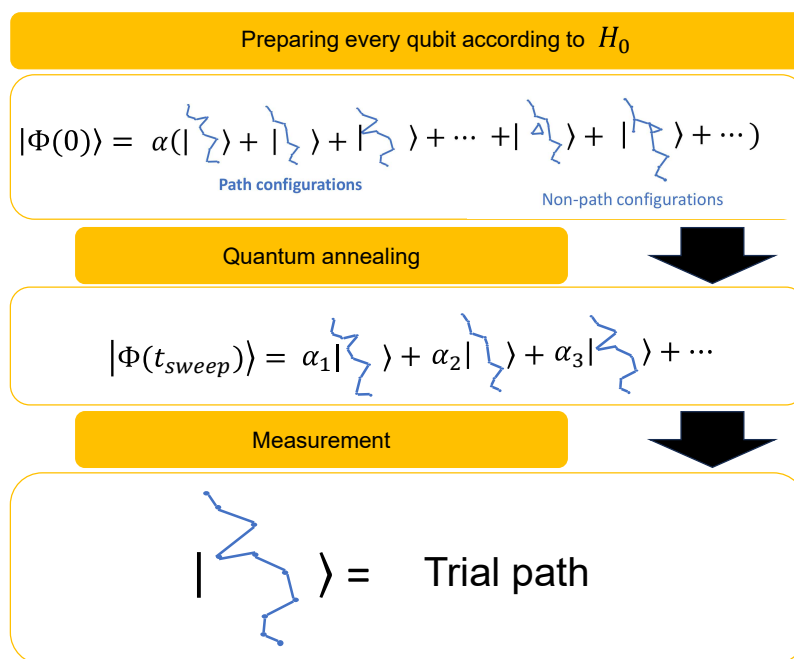 Preparing every qubit according to H₀
|Φ(0)⟩ = α(| ⟩ + | ⟩ + | ⟩ + ⋯ + | ⟩ + | ⟩ + ⋯ )
Path configurations
Non-path configurations
Quantum annealing
|Φ(t_sweep)⟩ = α₁| ⟩ + α₂| ⟩ + α₃| ⟩ + ⋯
Measurement
| ⟩ = Trial path